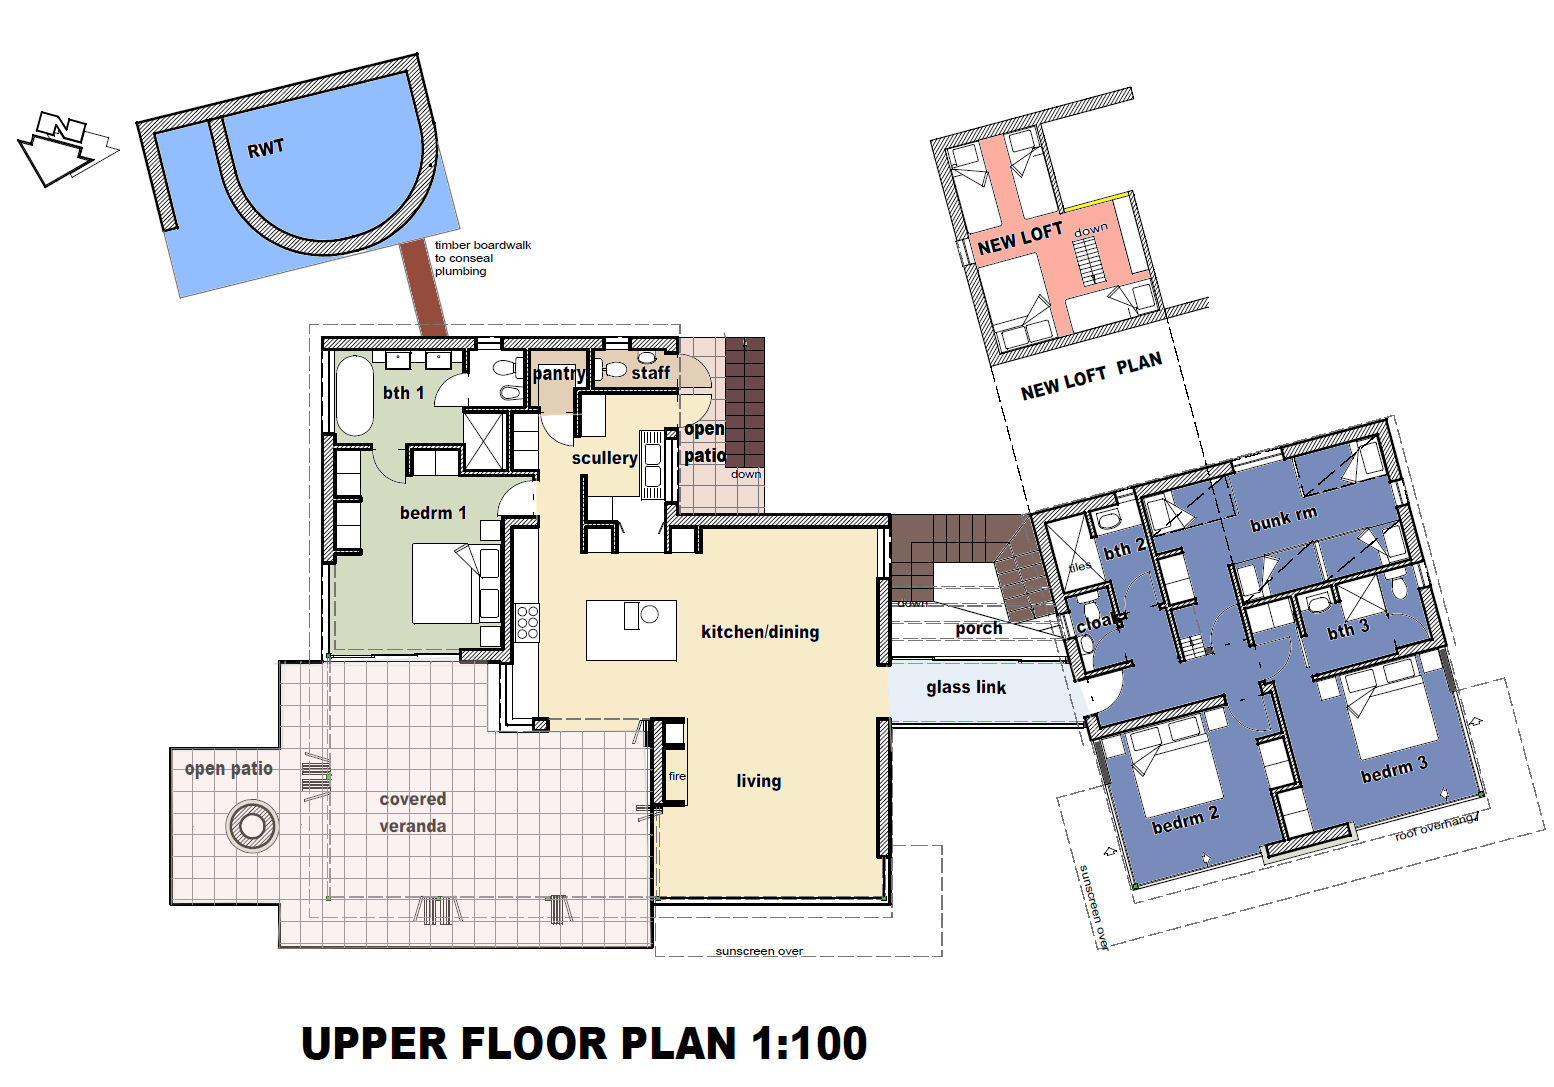 N
RWT
timber boardwalk
to conseal
plumbing
NEW LOFT
down
NEW LOFT PLAN
bth 1
pantry
staff
open
patio
scullery
down
bedrm 1
bunk rm
bth 2
tiles
down
cloak
porch
bth 3
kitchen/dining
glass link
open patio
covered
veranda
fire
living
bedrm 2
bedrm 3
roof overhang
sunscreen over
sunscreen over
UPPER FLOOR PLAN 1:100